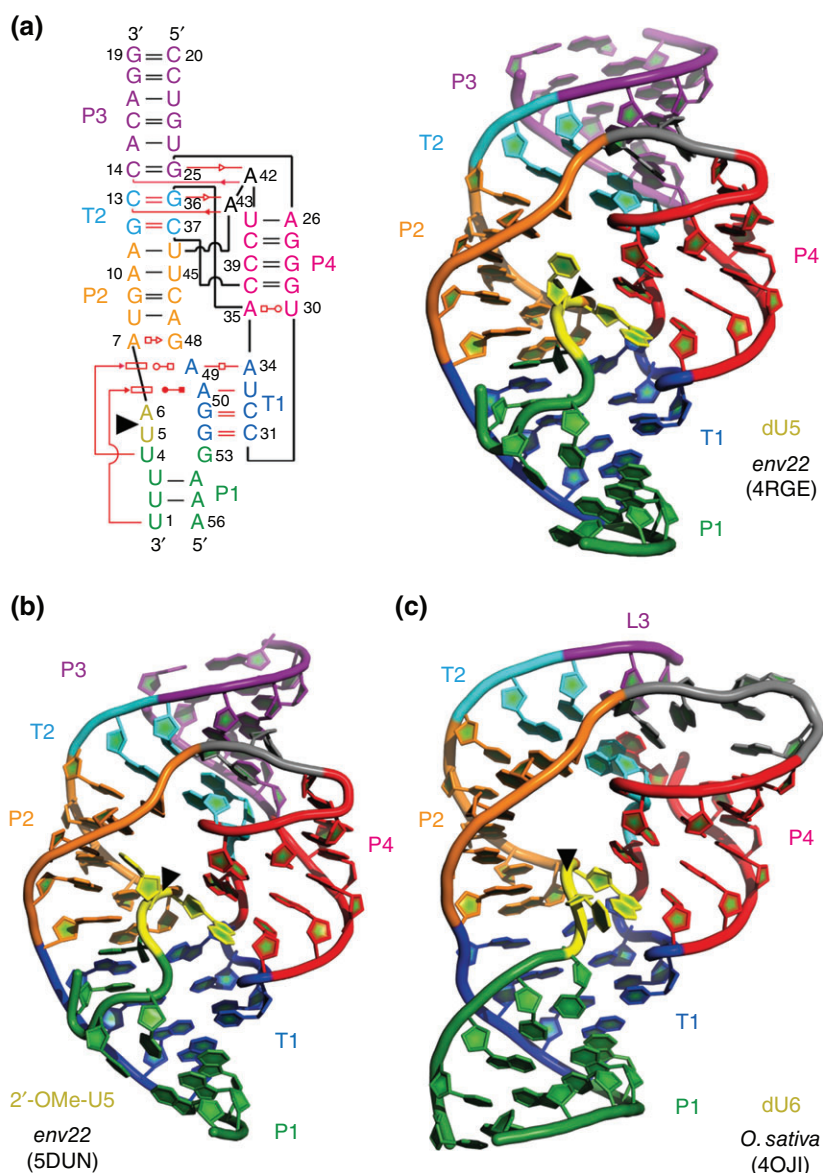 (a)
3′ 5′
19 G C 20
G C
A U
P3 C G
A U
14 C G 25
A 42
13 C G 36 A 43
T2 G C 37 U A 26
A U C G
10 A U C G P4
P2 G C 45 39 C G
U A 35 A U 30
7 A G 48
A 49 A 34
A 50 U T1
A 6 G C
U 5 G C 31
U 4 G 53
U A P1
U A
U 1 A 56
3′ 5′
P3
T2
P2
P4
T1
dU5
env22
(4RGE)
P1
(b)
P3
T2
P2
P4
T1
2′-OMe-U5
env22
(5DUN)
P1
(c)
L3
T2
P2
P4
T1
P1
dU6
O. sativa
(4OJI)